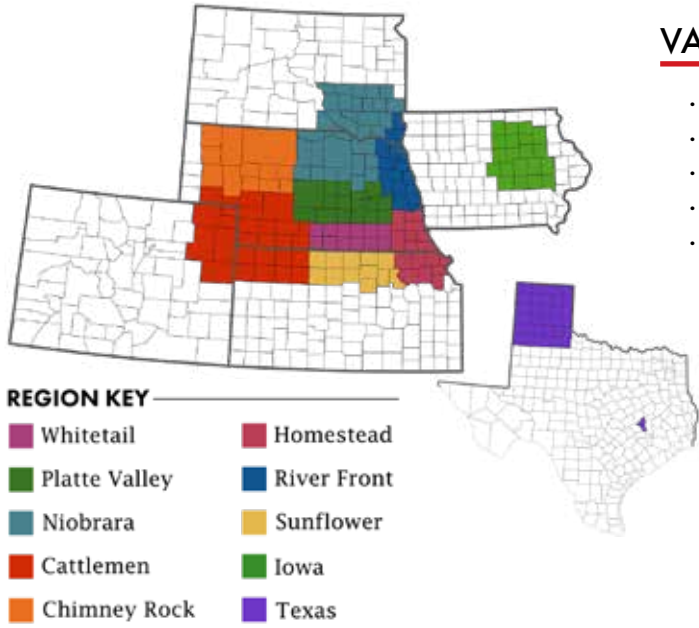 VA
REGION KEY
Whitetail
Homestead
Platte Valley
River Front
Niobrara
Sunflower
Cattlemen
Iowa
Chimney Rock
Texas